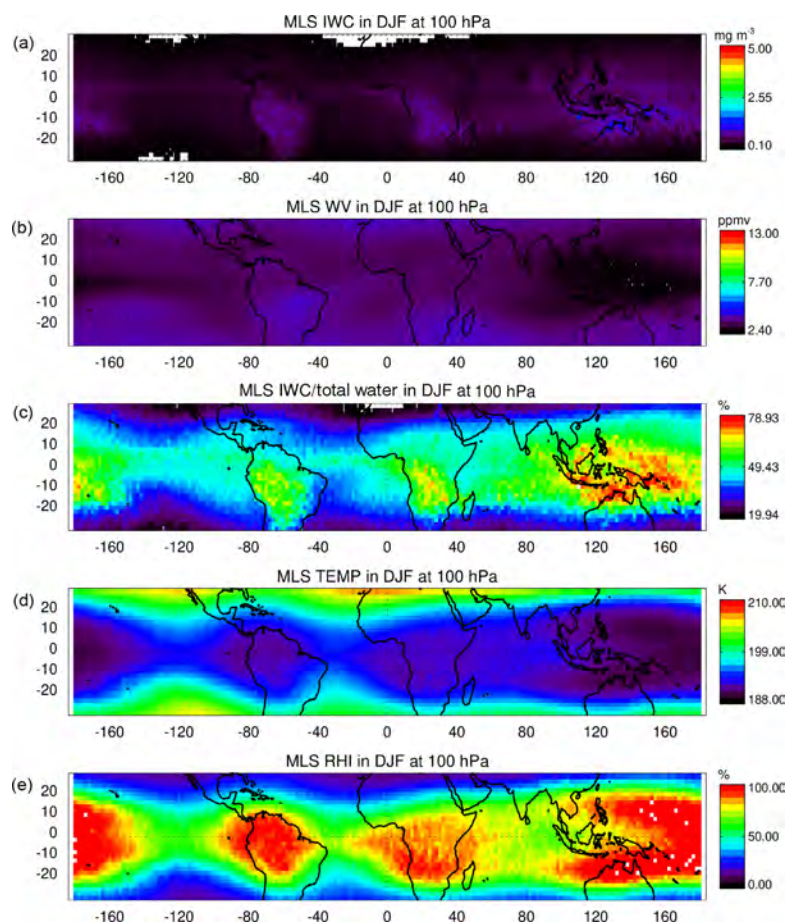 MLS IWC in DJF at 100 hPa
(a)
mg m⁻³
20
10
0
-10
-20
5.00
2.55
0.10
-160 -120 -80 -40 0 40 80 120 160
MLS WV in DJF at 100 hPa
(b)
ppmv
20
10
0
-10
-20
13.00
7.70
2.40
-160 -120 -80 -40 0 40 80 120 160
MLS IWC/total water in DJF at 100 hPa
(c)
%
20
10
0
-10
-20
78.93
49.43
19.94
-160 -120 -80 -40 0 40 80 120 160
MLS TEMP in DJF at 100 hPa
(d)
K
20
10
0
-10
-20
210.00
199.00
188.00
-160 -120 -80 -40 0 40 80 120 160
MLS RHI in DJF at 100 hPa
(e)
%
20
10
0
-10
-20
100.00
50.00
0.00
-160 -120 -80 -40 0 40 80 120 160